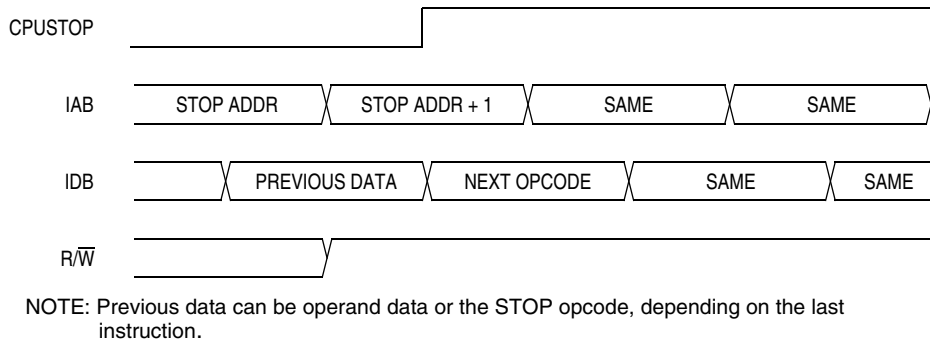 CPUSTOP
IAB STOP ADDR STOP ADDR + 1 SAME SAME
IDB PREVIOUS DATA NEXT OPCODE SAME SAME
R/W̅
NOTE: Previous data can be operand data or the STOP opcode, depending on the last
instruction.